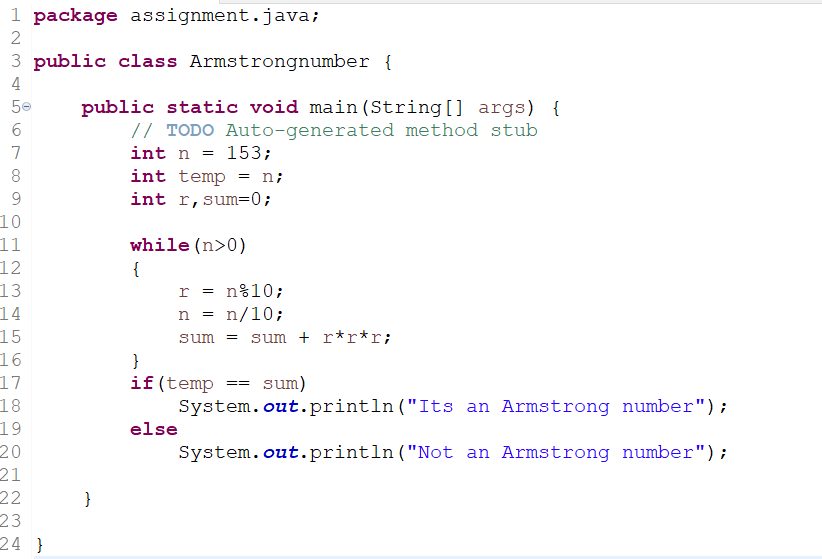 1 package assignment.java;
2
3 public class Armstrongnumber {
4
5 public static void main(String[] args) {
6 // TODO Auto-generated method stub
7 int n = 153;
8 int temp = n;
9 int r,sum=0;
10
11 while(n>0)
12 {
13 r = n%10;
14 n = n/10;
15 sum = sum + r*r*r;
16 }
17 if(temp == sum)
18 System.out.println("Its an Armstrong number");
19 else
20 System.out.println("Not an Armstrong number");
21
22 }
23
24 }